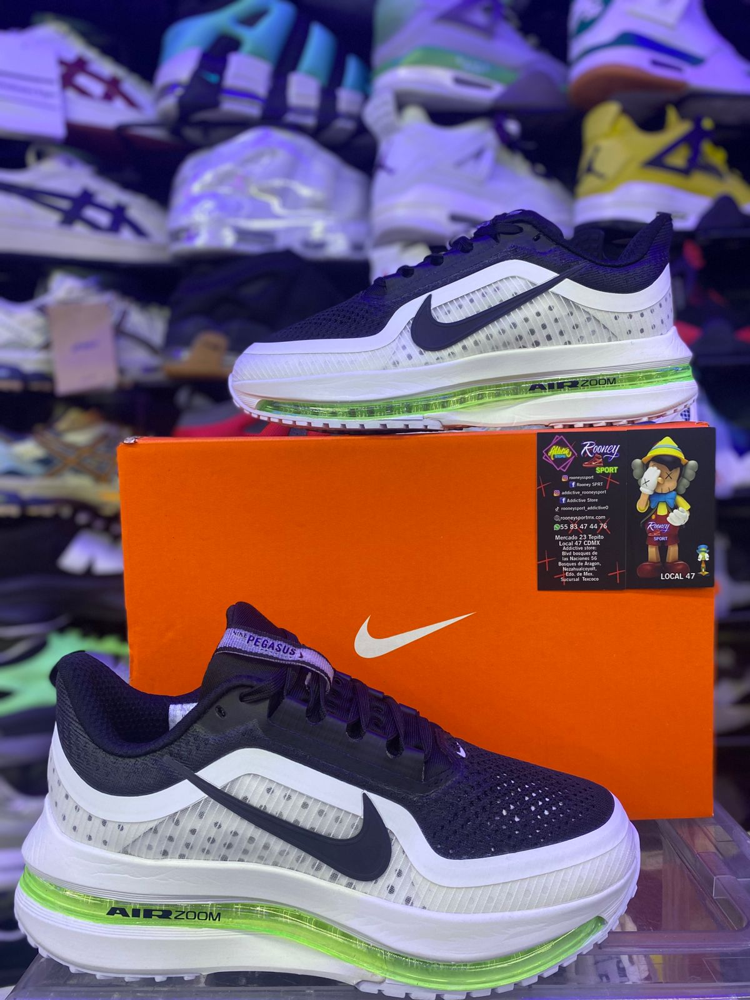 AIR ZOOM
Addictive
STORE
Rooney
SPORT
rooneyssport
Rooney SPRT
addictive_rooneysport
Addictive Store
rooneysport_addictive0
rooneysportmx.com
55 83 47 44 76
Mercado 23 Tepito
Local 47 CDMX
Addictive store:
Blvd bosques de
las Naciones 56
Bosques de Aragon,
Nezahualcoyolt,
Edo. de Mex.
Sucursal Texcoco
Rooney
SPORT
LOCAL 47
NIKE PEGASUS
AIR ZOOM